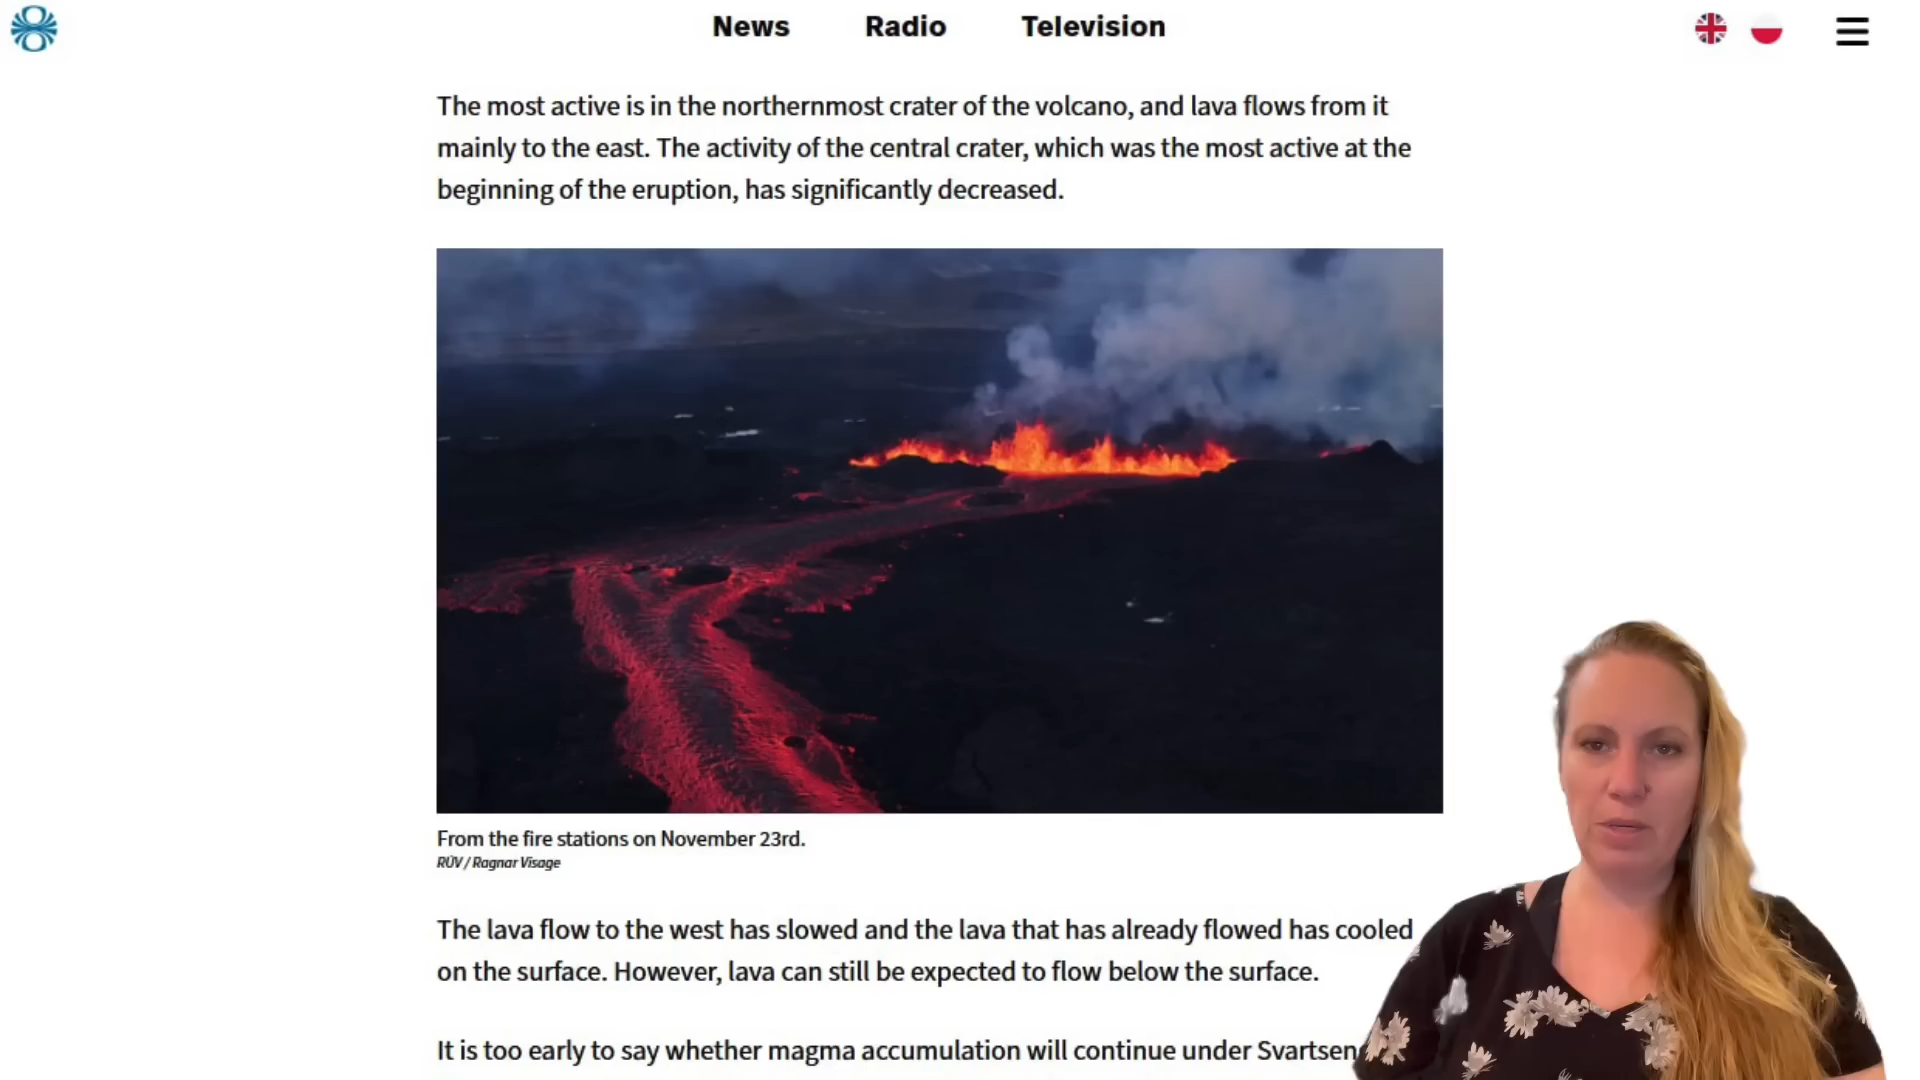 News Radio Television
The most active is in the northernmost crater of the volcano, and lava flows from it
mainly to the east. The activity of the central crater, which was the most active at the
beginning of the eruption, has significantly decreased.
From the fire stations on November 23rd.
RÚV / Ragnar Visage
The lava flow to the west has slowed and the lava that has already flowed has cooled
on the surface. However, lava can still be expected to flow below the surface.
It is too early to say whether magma accumulation will continue under